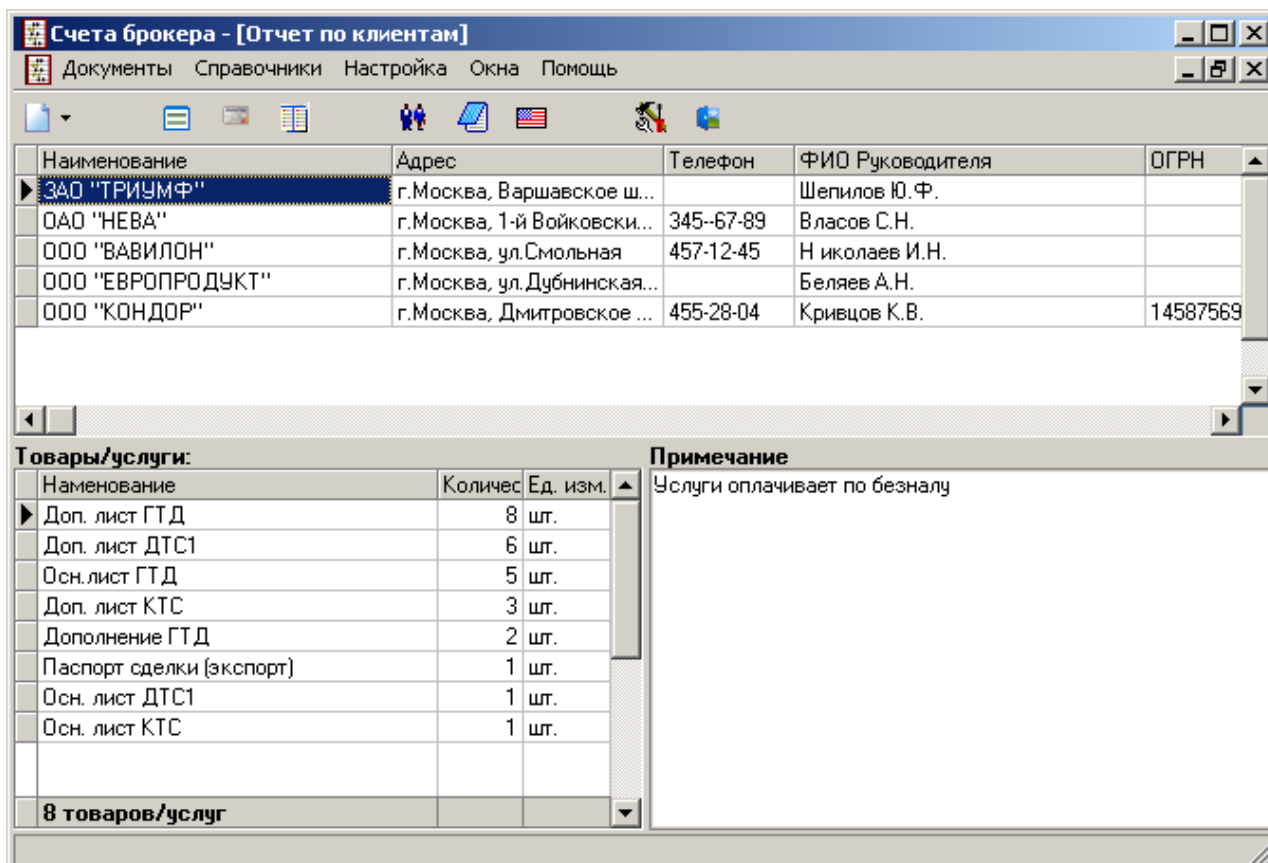 Счета брокера - [Отчет по клиентам]
Документы Справочники Настройка Окна Помощь
Наименование Адрес Телефон ФИО Руководителя ОГРН
ЗАО "ТРИУМФ" г.Москва, Варшавское ш... Шепилов Ю.Ф.
ОАО "НЕВА" г.Москва, 1-й Войковски... 345--67-89 Власов С.Н.
ООО "ВАВИЛОН" г.Москва, ул.Смольная 457-12-45 Н иколаев И.Н.
ООО "ЕВРОПРОДУКТ" г.Москва, ул.Дубнинская... Беляев А.Н.
ООО "КОНДОР" г.Москва, Дмитровское ... 455-28-04 Кривцов К.В. 14587569
Товары/услуги: Примечание
Наменование Количес Ед. изм. Услуги оплачивает по безналу
Доп. лист ГТД 8 шт.
Доп. лист ДТС1 6 шт.
Осн.лист ГТД 5 шт.
Доп. лист КТС 3 шт.
Дополнение ГТД 2 шт.
Паспорт сделки (экспорт) 1 шт.
Осн. лист ДТС1 1 шт.
Осн. лист КТС 1 шт.
8 товаров/услуг